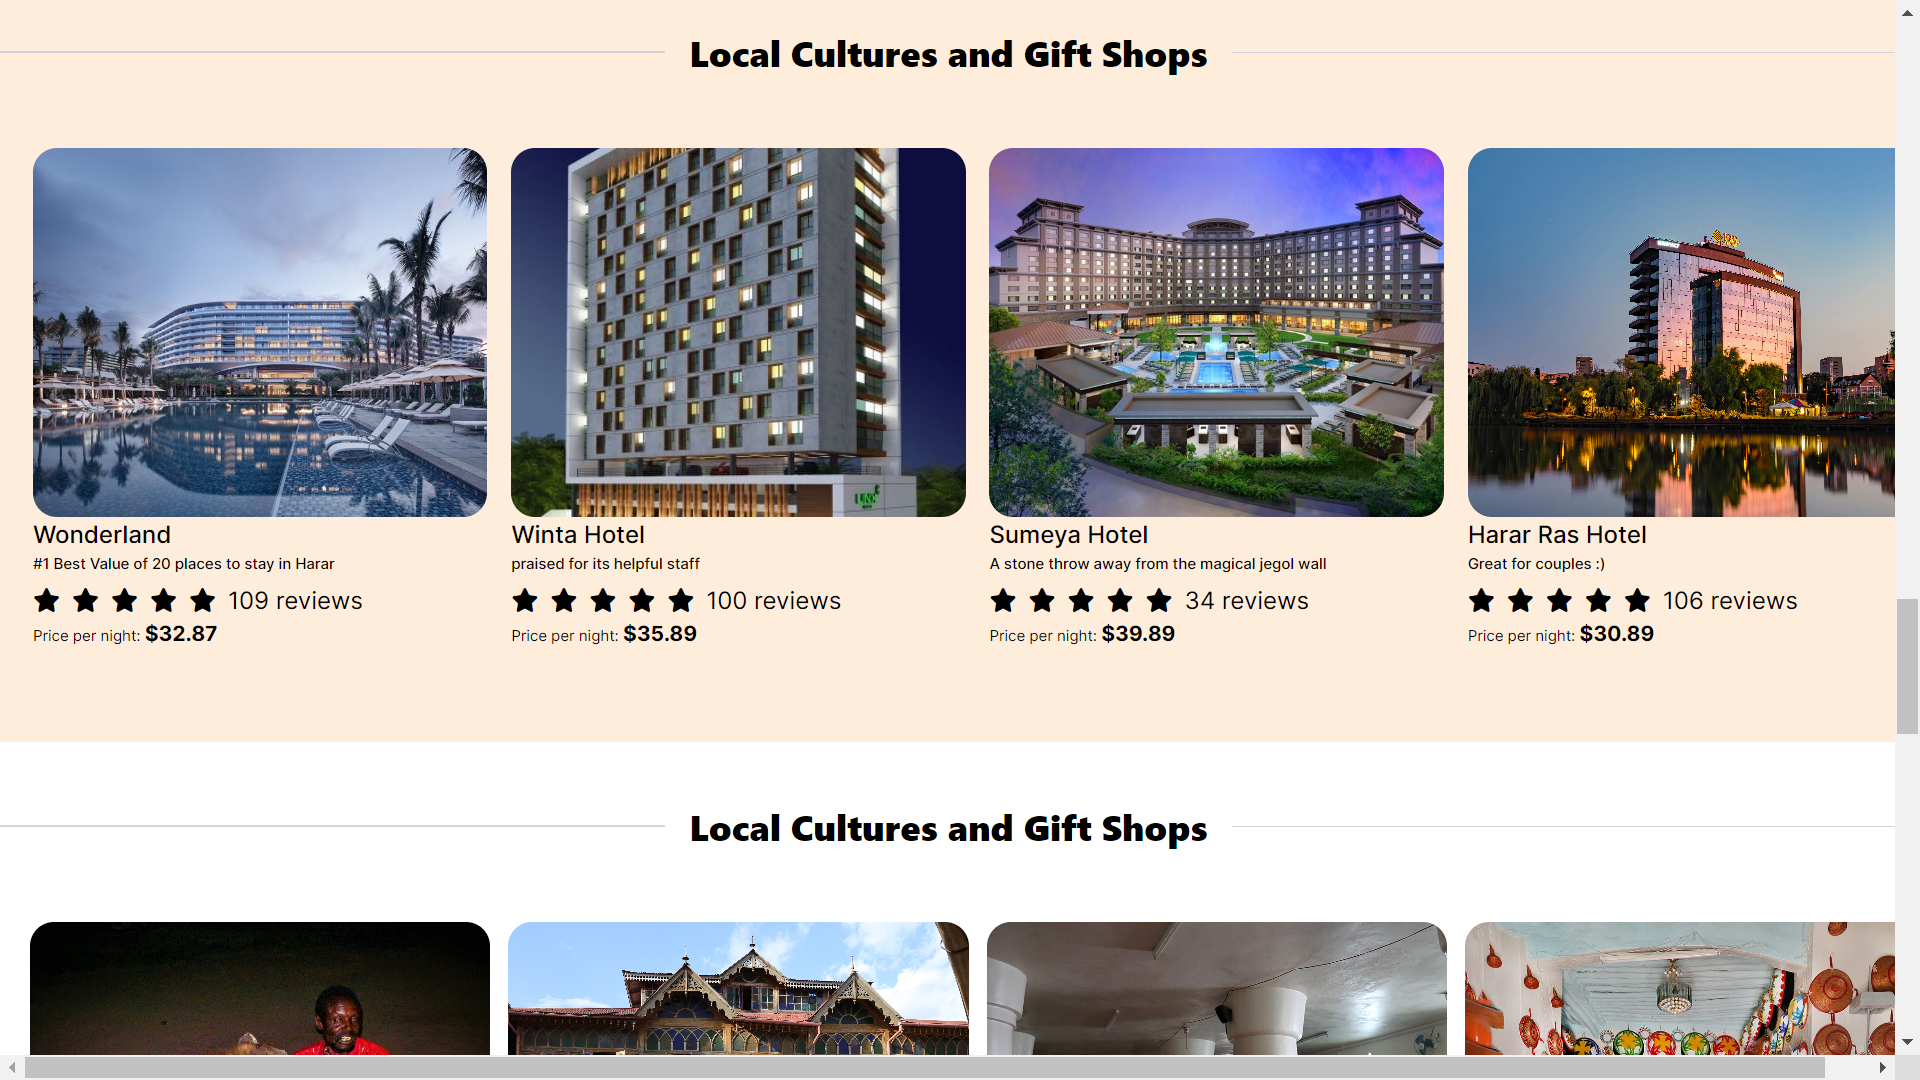 Local Cultures and Gift Shops
Wonderland
#1 Best Value of 20 places to stay in Harar
109 reviews
Price per night: $32.87
Winta Hotel
praised for its helpful staff
100 reviews
Price per night: $35.89
Sumeya Hotel
A stone throw away from the magical jegol wall
34 reviews
Price per night: $39.89
Harar Ras Hotel
Great for couples :)
106 reviews
Price per night: $30.89
Local Cultures and Gift Shops